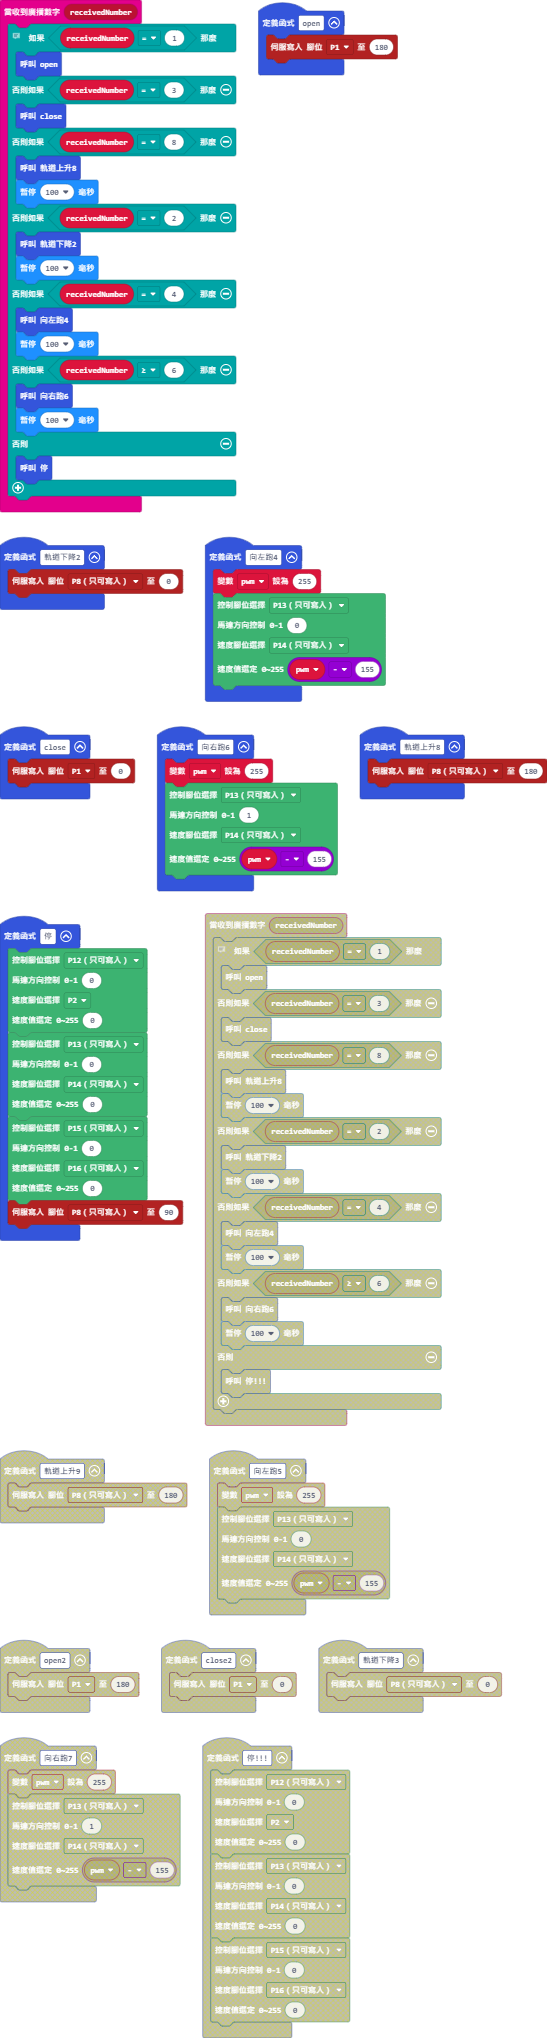 當收到廣播數字 receivedNumber
如果 receivedNumber = 1 那麼
呼叫 open
否則如果 receivedNumber = 3 那麼
呼叫 close
否則如果 receivedNumber = 8 那麼
呼叫 軌道上升8
暫停 100 毫秒
否則如果 receivedNumber = 2 那麼
呼叫 軌道下降2
暫停 100 毫秒
否則如果 receivedNumber = 4 那麼
呼叫 向左跑4
暫停 100 毫秒
否則如果 receivedNumber ≥ 6 那麼
呼叫 向右跑6
暫停 100 毫秒
否則
呼叫 停
定義函式 open
伺服寫入 腳位 P1 至 180
定義函式 軌道下降2
伺服寫入 腳位 P8 ( 只可寫入 ) 至 0
定義函式 向左跑4
變數 pwm 設為 255
控制腳位選擇 P13 ( 只可寫入 )
馬達方向控制 0-1 0
速度腳位選擇 P14 ( 只可寫入 )
速度值選定 0~255 pwm - 155
定義函式 close
伺服寫入 腳位 P1 至 0
定義函式 向右跑6
變數 pwm 設為 255
控制腳位選擇 P13 ( 只可寫入 )
馬達方向控制 0-1 1
速度腳位選擇 P14 ( 只可寫入 )
速度值選定 0~255 pwm - 155
定義函式 軌道上升8
伺服寫入 腳位 P8 ( 只可寫入 ) 至 180
定義函式 停
控制腳位選擇 P12 ( 只可寫入 )
馬達方向控制 0-1 0
速度腳位選擇 P2
速度值選定 0~255 0
控制腳位選擇 P13 ( 只可寫入 )
馬達方向控制 0-1 0
速度腳位選擇 P14 ( 只可寫入 )
速度值選定 0~255 0
控制腳位選擇 P15 ( 只可寫入 )
馬達方向控制 0-1 0
速度腳位選擇 P16 ( 只可寫入 )
速度值選定 0~255 0
伺服寫入 腳位 P8 ( 只可寫入 ) 至 90
當收到廣播數字 receivedNumber
如果 receivedNumber = 1 那麼
呼叫 open
否則如果 receivedNumber = 3 那麼
呼叫 close
否則如果 receivedNumber = 8 那麼
呼叫 軌道上升8
暫停 100 毫秒
否則如果 receivedNumber = 2 那麼
呼叫 軌道下降2
暫停 100 毫秒
否則如果 receivedNumber = 4 那麼
呼叫 向左跑4
暫停 100 毫秒
否則如果 receivedNumber ≥ 6 那麼
呼叫 向右跑6
暫停 100 毫秒
否則
呼叫 停!!!
定義函式 軌道上升9
伺服寫入 腳位 P8 ( 只可寫入 ) 至 180
定義函式 向左跑5
變數 pwm 設為 255
控制腳位選擇 P13 ( 只可寫入 )
馬達方向控制 0-1 0
速度腳位選擇 P14 ( 只可寫入 )
速度值選定 0~255 pwm - 155
定義函式 open2
伺服寫入 腳位 P1 至 180
定義函式 close2
伺服寫入 腳位 P1 至 0
定義函式 軌道下降3
伺服寫入 腳位 P8 ( 只可寫入 ) 至 0
定義函式 向右跑7
變數 pwm 設為 255
控制腳位選擇 P13 ( 只可寫入 )
馬達方向控制 0-1 1
速度腳位選擇 P14 ( 只可寫入 )
速度值選定 0~255 pwm - 155
定義函式 停!!!
控制腳位選擇 P12 ( 只可寫入 )
馬達方向控制 0-1 0
速度腳位選擇 P2
速度值選定 0~255 0
控制腳位選擇 P13 ( 只可寫入 )
馬達方向控制 0-1 0
速度腳位選擇 P14 ( 只可寫入 )
速度值選定 0~255 0
控制腳位選擇 P15 ( 只可寫入 )
馬達方向控制 0-1 0
速度腳位選擇 P16 ( 只可寫入 )
速度值選定 0~255 0